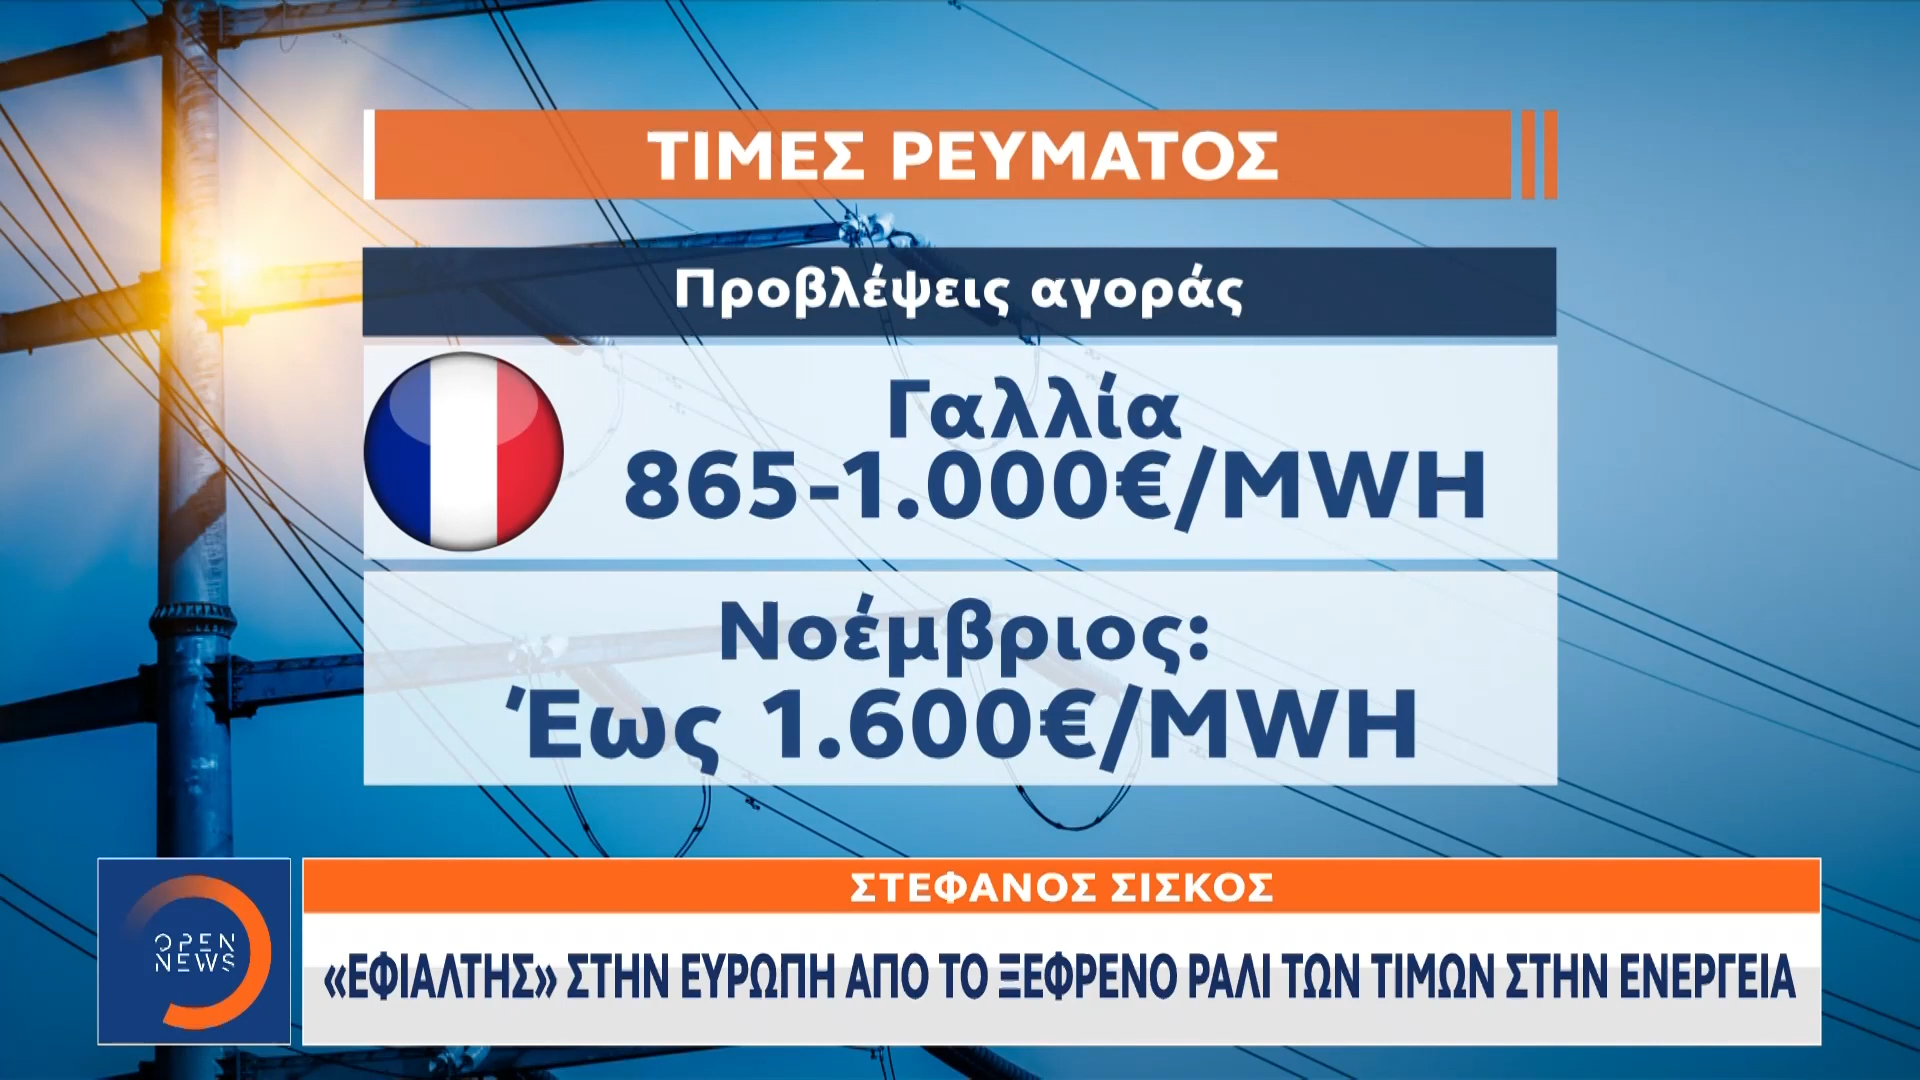 ΤΙΜΕΣ ΡΕΥΜΑΤΟΣ
Προβλέψεις αγοράς
Γαλλία
865-1.000€/MWH
Νοέμβριος:
Έως 1.600€/MWH
ΣΤΕΦΑΝΟΣ ΣΙΣΚΟΣ
OPEN
NEWS
«ΕΦΙΑΛΤΗΣ» ΣΤΗΝ ΕΥΡΩΠΗ ΑΠΟ ΤΟ ΞΕΦΡΕΝΟ ΡΑΛΙ ΤΩΝ ΤΙΜΩΝ ΣΤΗΝ ΕΝΕΡΓΕΙΑ